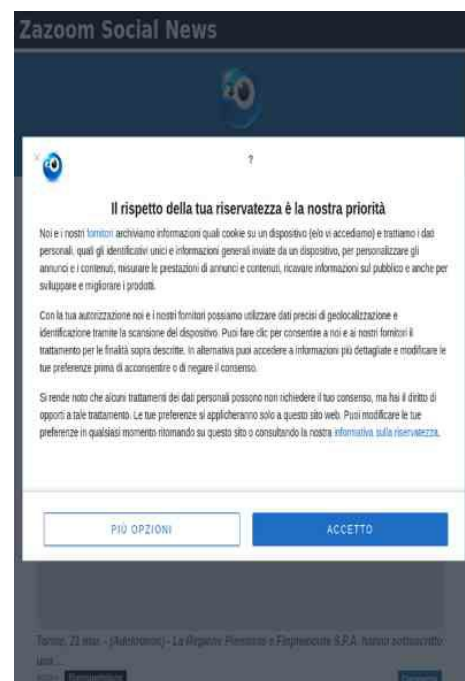 Zazoom Social News
×
?
Il rispetto della tua riservatezza è la nostra priorità
Noi e i nostri fornitori archiviamo informazioni quali cookie su un dispositivo (e/o vi accediamo) e trattiamo i dati
personali, quali gli identificativi unici e informazioni generali inviate da un dispositivo, per personalizzare gli
annunci e i contenuti, misurare le prestazioni di annunci e contenuti, ricavare informazioni sul pubblico e anche per
sviluppare e migliorare i prodotti.
Con la tua autorizzazione noi e i nostri fornitori possiamo utilizzare dati precisi di geolocalizzazione e
identificazione tramite la scansione del dispositivo. Puoi fare clic per consentire a noi e ai nostri fornitori il
trattamento per le finalità sopra descritte. In alternativa puoi accedere a informazioni più dettagliate e modificare le
tue preferenze prima di acconsentire o di negare il consenso.
Si rende noto che alcuni trattamenti dei dati personali possono non richiedere il tuo consenso, ma hai il diritto di
opporti a tale trattamento. Le tue preferenze si applicheranno solo a questo sito web. Puoi modificare le tue
preferenze in qualsiasi momento ritornando su questo sito o consultando la nostra informativa sulla riservatezza.
PIÙ OPZIONI
ACCETTO
Torino, 21 mar. - (Adnkronos) - La Regione Piemonte e Finpiemonte S.P.A. hanno sottoscritto
una...